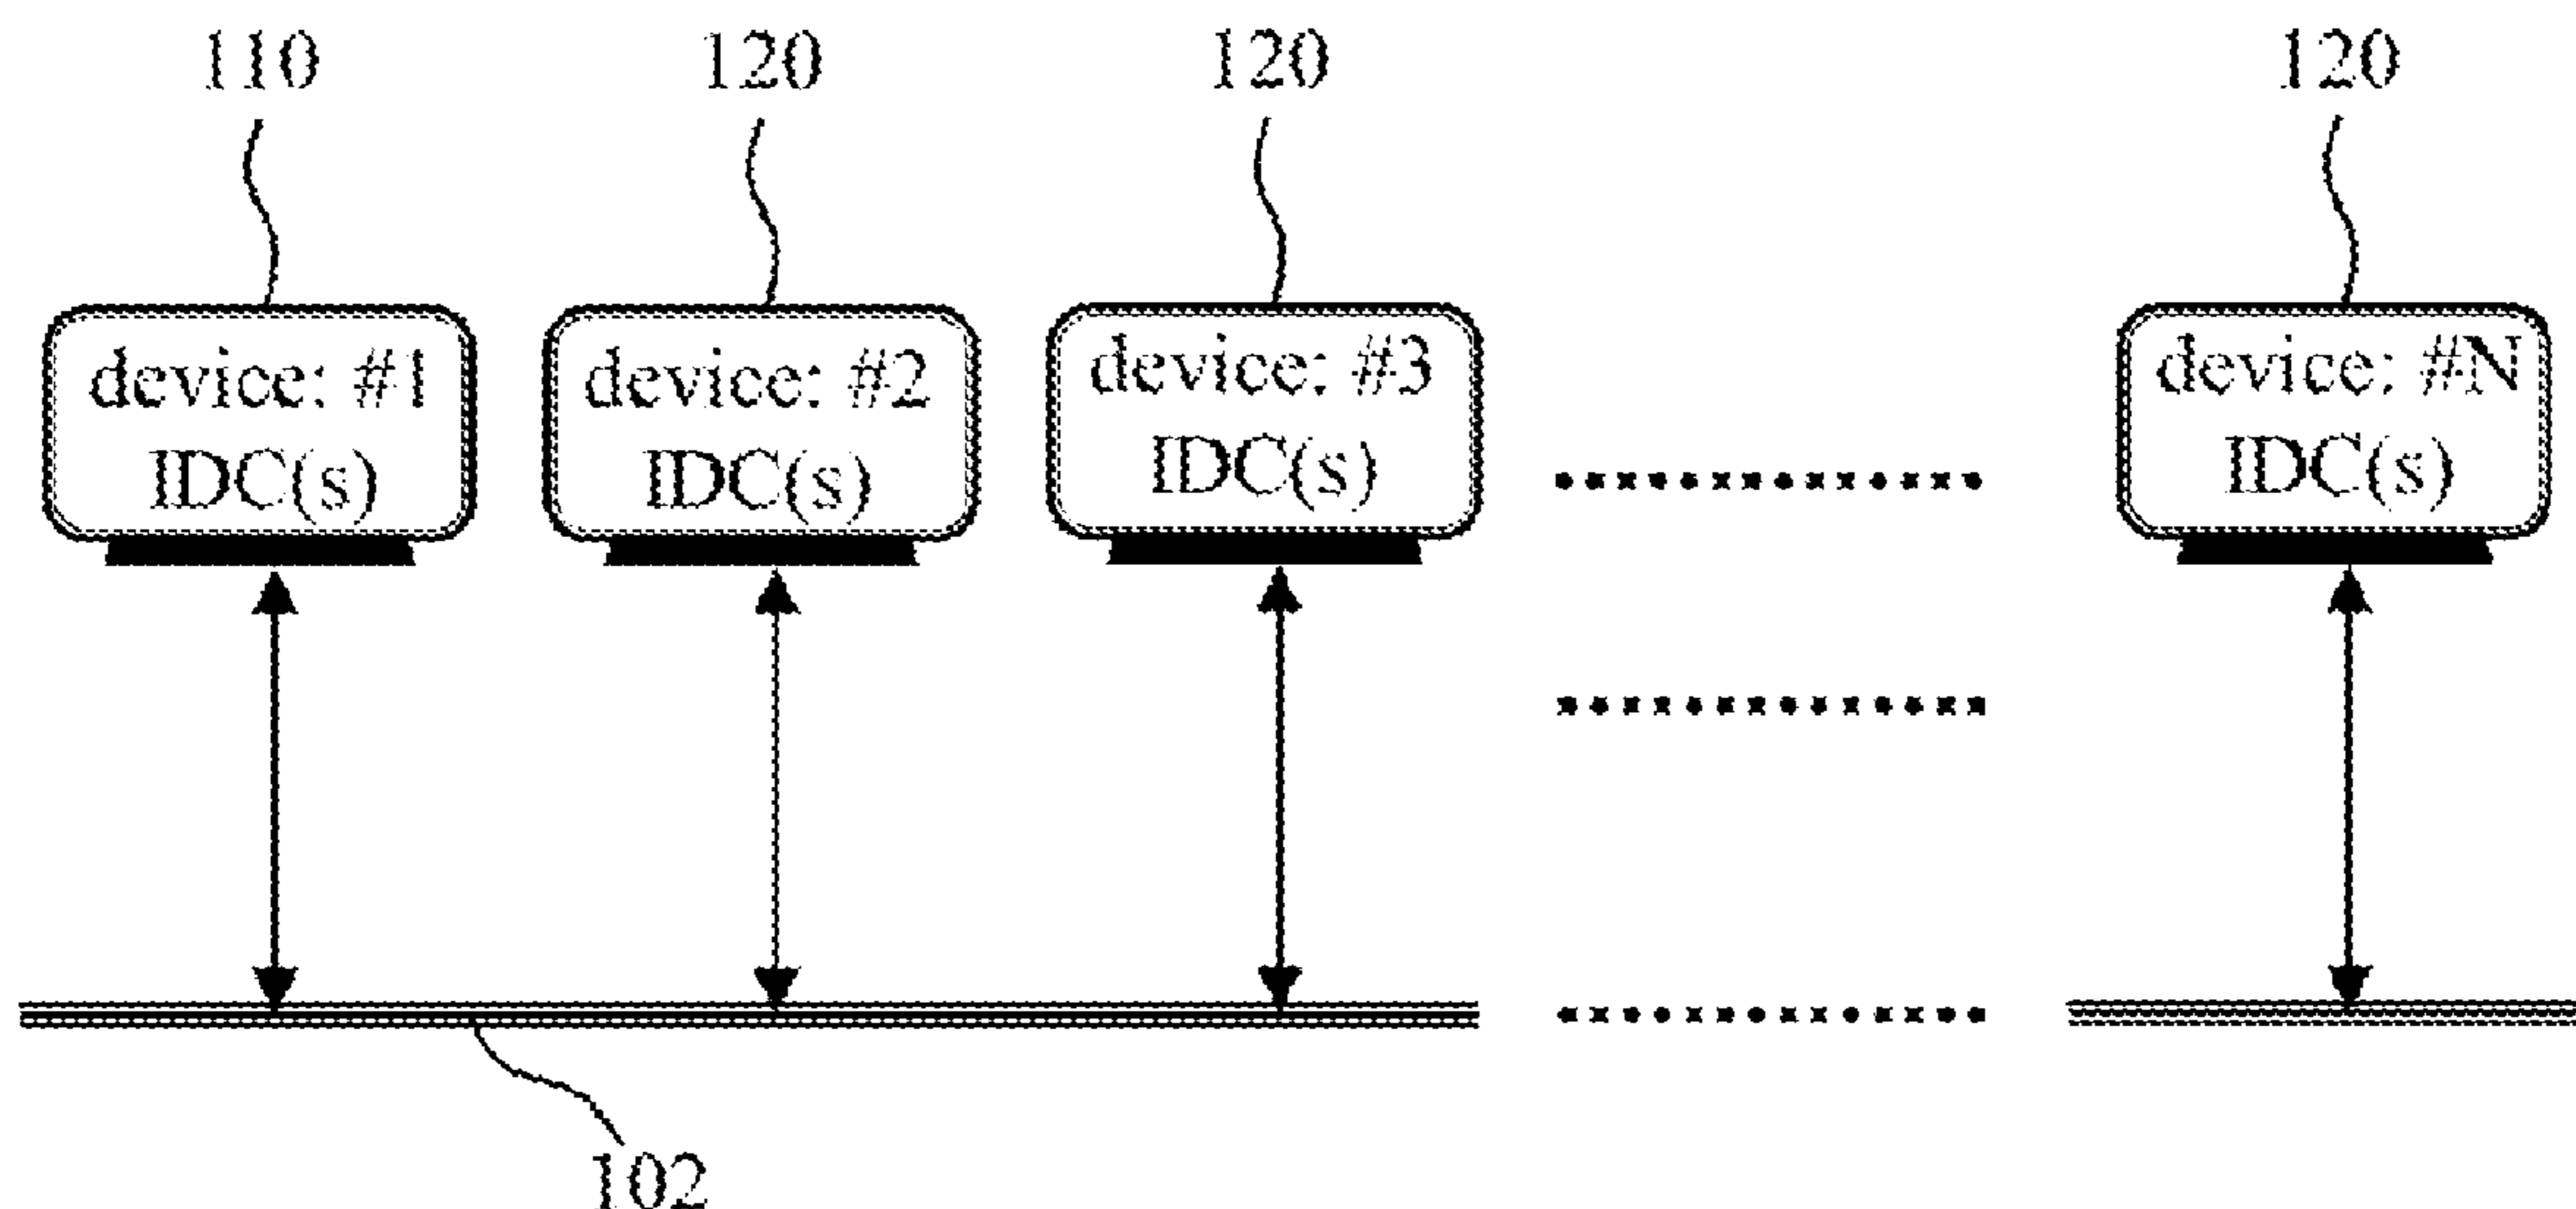 110
120
120
120
device: #1
IDC(s)
device: #2
IDC(s)
device: #3
IDC(s)
device: #N
IDC(s)
102